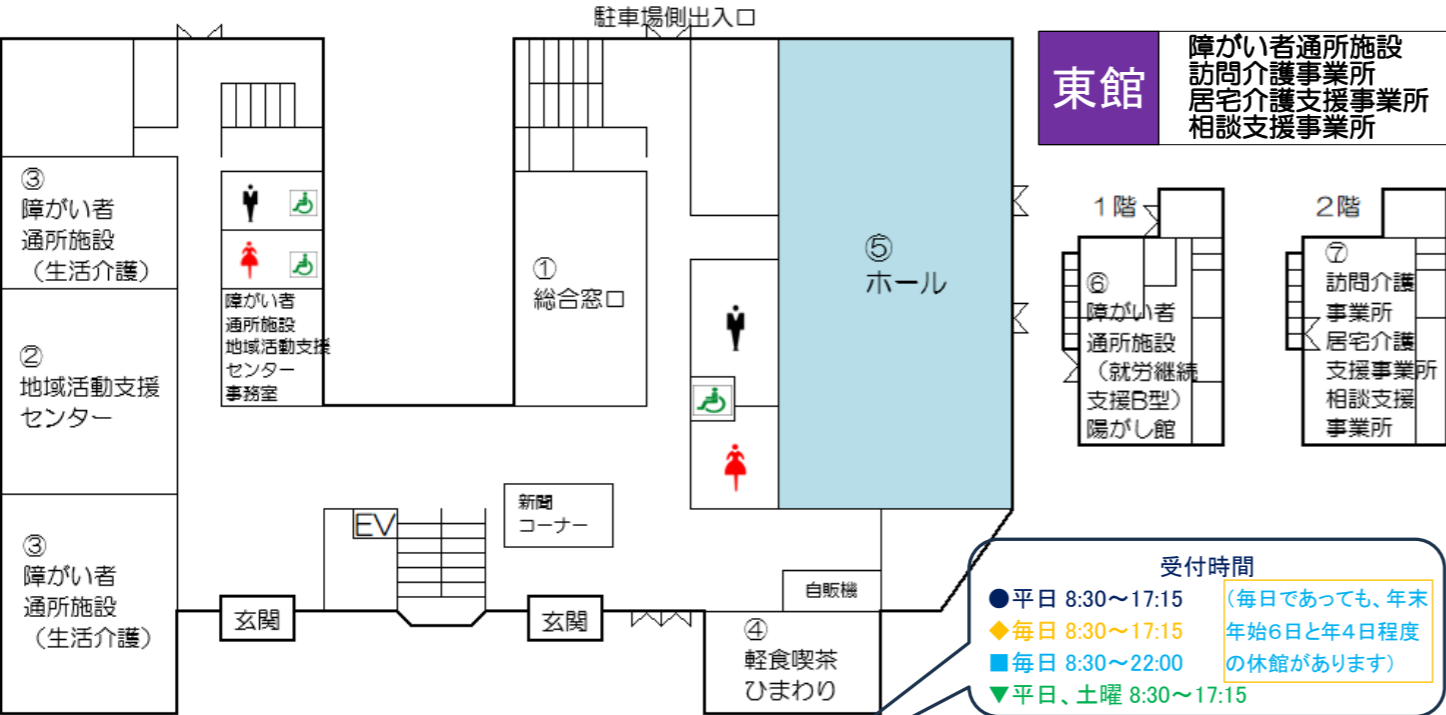 駐車場側出入口
東館
障がい者通所施設
訪問介護事業所
居宅介護支援事業所
相談支援事業所
③
障がい者
通所施設
（生活介護）
障がい者
通所施設
地域活動支援
センター
事務室
①
総合窓口
⑤
ホール
1階
⑥
障がい者
通所施設
（就労継続
支援B型）
陽がし館
2階
⑦
訪問介護
事業所
居宅介護
支援事業所
相談支援
事業所
②
地域活動支援
センター
③
障がい者
通所施設
（生活介護）
EV
新聞
コーナー
自販機
玄関
玄関
④
軽食喫茶
ひまわり
受付時間
●平日 8:30～17:15
◆毎日 8:30～17:15
■毎日 8:30～22:00
▼平日、土曜 8:30～17:15
（毎日であっても、年末
年始6日と年4日程度
の休館があります）